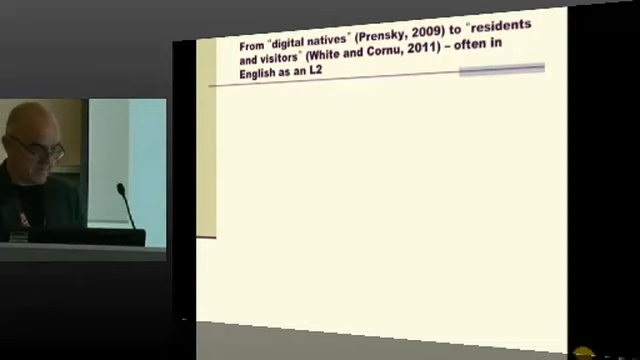 From "digital natives" (Prensky, 2009) to "residents
and visitors" (White and Cornu, 2011) – often in
English as an L2